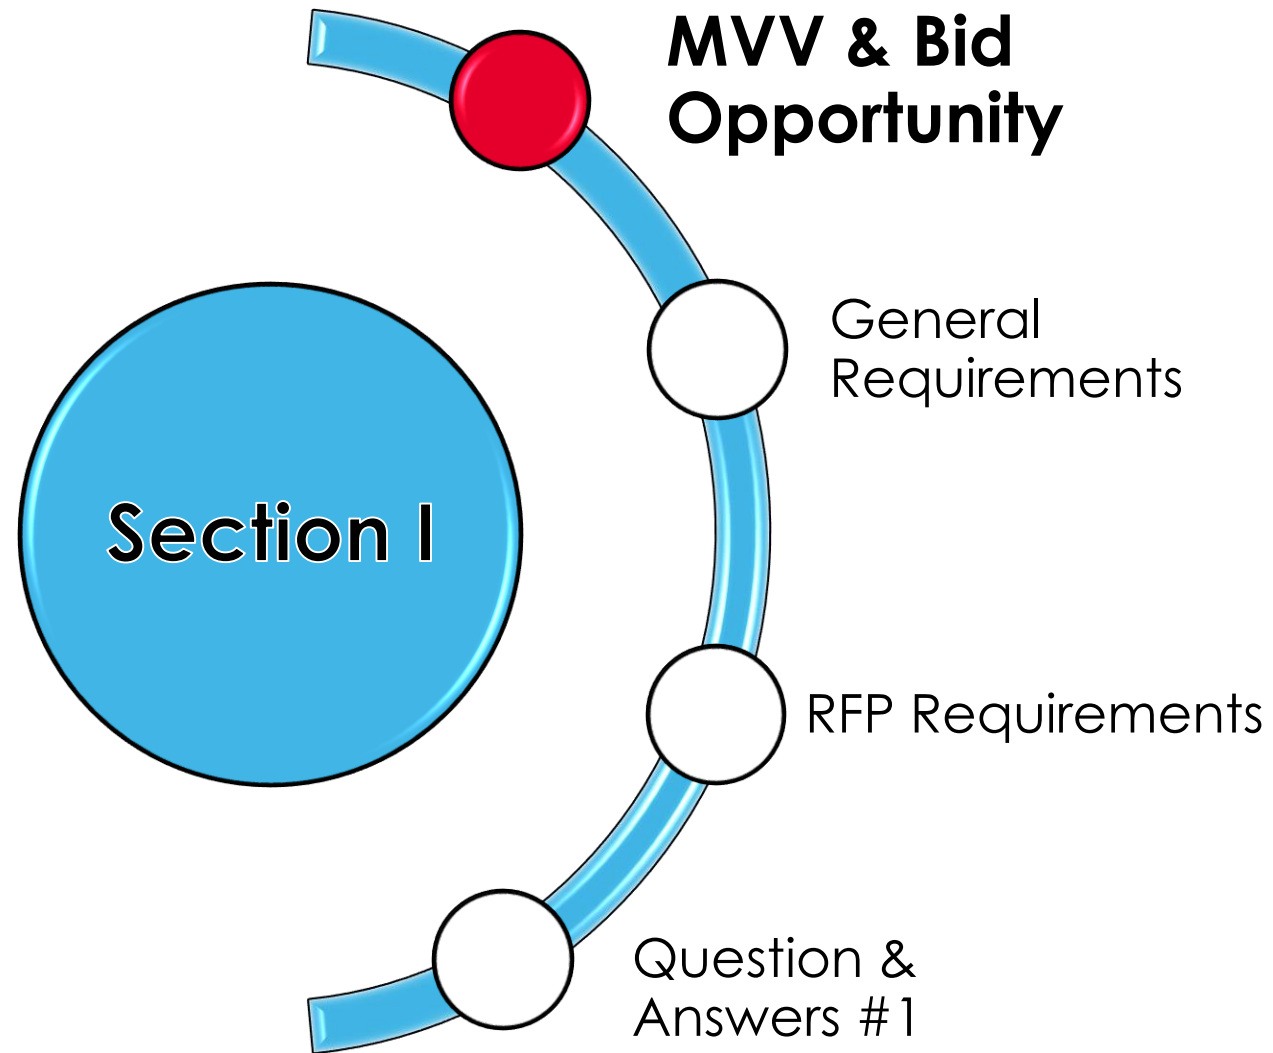 MVV & Bid
Opportunity
General
Requirements
Section I
RFP Requirements
Question &
Answers #1